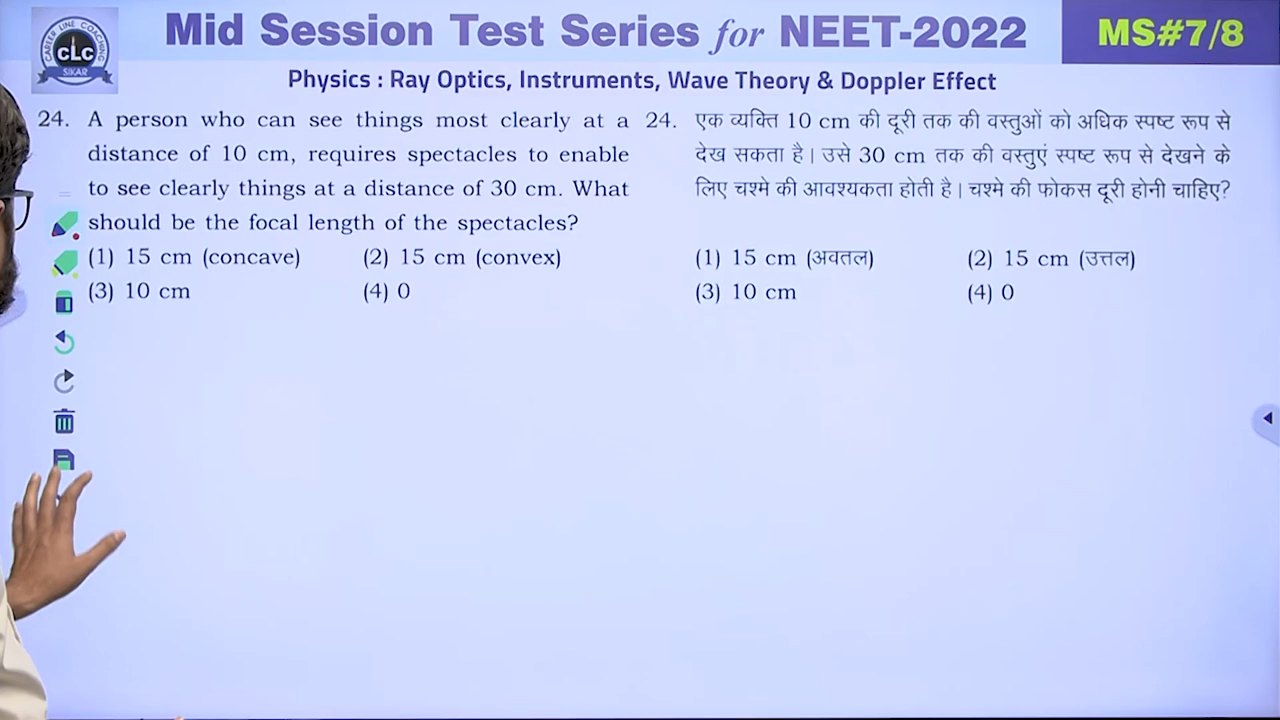 Mid Session Test Series for NEET-2022
MS#7/8
CAREER LINE COACHING
CLC
SIKAR
Physics : Ray Optics, Instruments, Wave Theory & Doppler Effect
24. A person who can see things most clearly at a
distance of 10 cm, requires spectacles to enable
to see clearly things at a distance of 30 cm. What
should be the focal length of the spectacles?
(1) 15 cm (concave) (2) 15 cm (convex)
(3) 10 cm (4) 0
24. एक व्यक्ति 10 cm की दूरी तक की वस्तुओं को अधिक स्पष्ट रूप से
देख सकता है। उसे 30 cm तक की वस्तुएं स्पष्ट रूप से देखने के
लिए चश्मे की आवश्यकता होती है। चश्मे की फोकस दूरी होनी चाहिए?
(1) 15 cm (अवतल) (2) 15 cm (उत्तल)
(3) 10 cm (4) 0